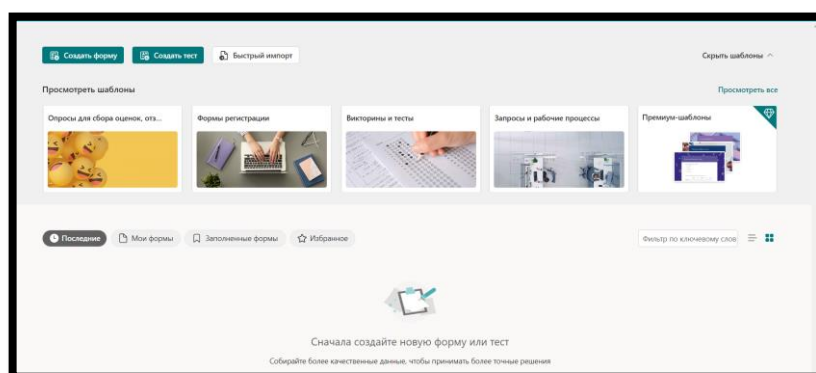 Создать форму
Создать тест
Быстрый импорт
Скрыть шаблоны
Просмотреть шаблоны
Просмотреть все
Опросы для сбора оценок, отз...
Формы регистрации
Викторины и тесты
Запросы и рабочие процессы
Премиум-шаблоны
Последние
Мои формы
Заполненные формы
Избранное
Фильтр по ключевому слов
Сначала создайте новую форму или тест
Собирайте более качественные данные, чтобы принимать более точные решения